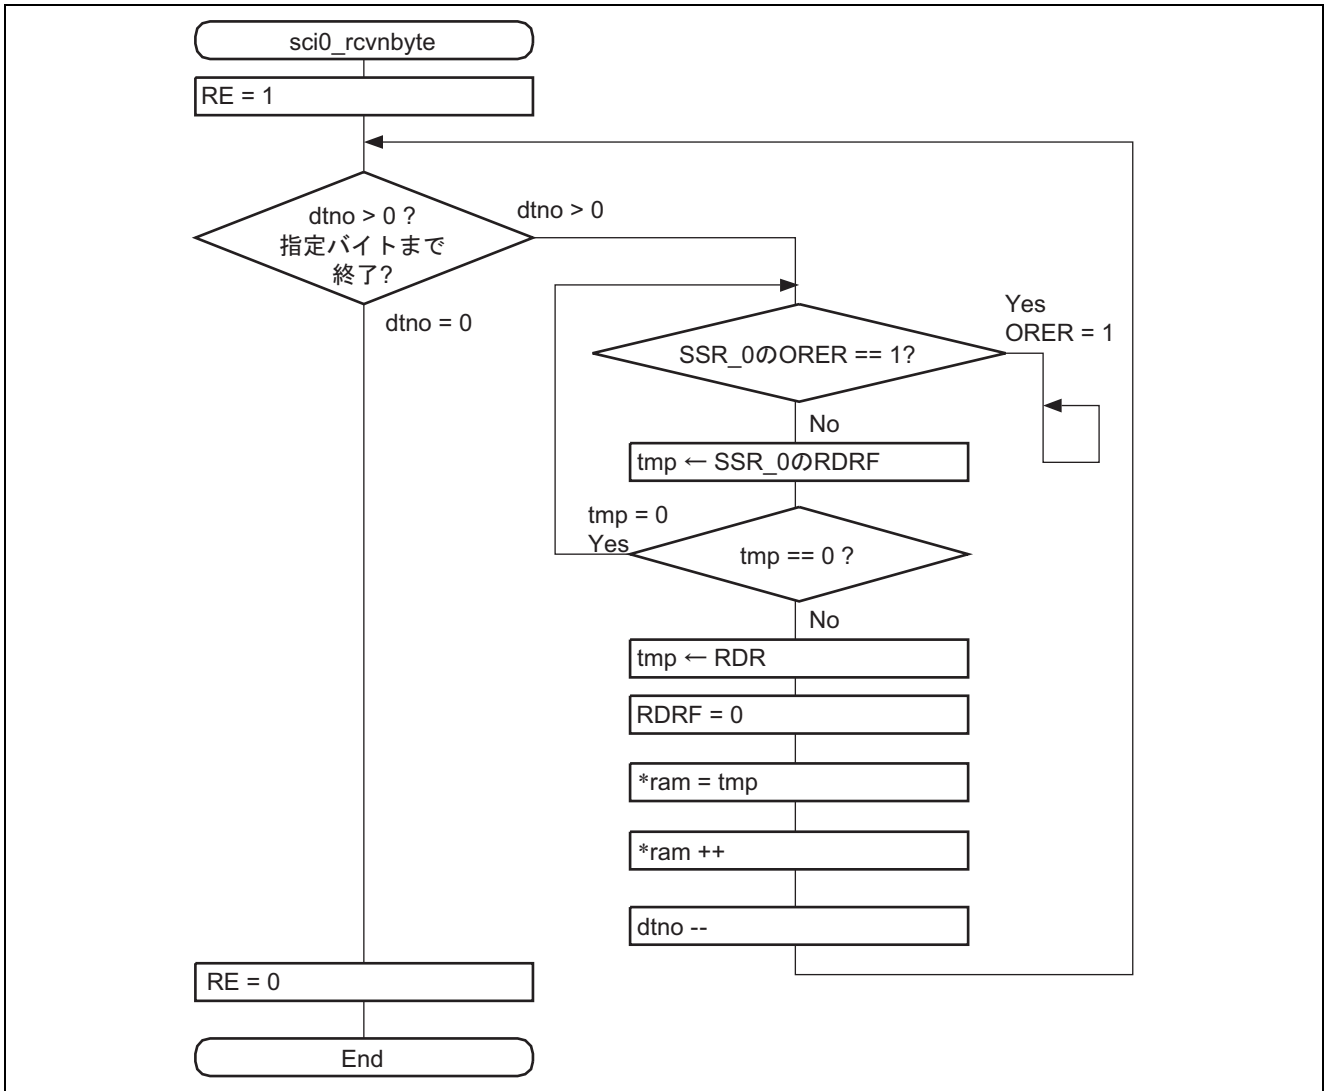 sci0_rcvnbyte
RE = 1
dtno > 0 ?
指定バイトまで
終了?
dtno > 0
dtno = 0
SSR_0のORER == 1?
Yes
ORER = 1
No
tmp ← SSR_0のRDRF
tmp = 0
Yes
tmp == 0 ?
No
tmp ← RDR
RDRF = 0
*ram = tmp
*ram ++
dtno --
RE = 0
End